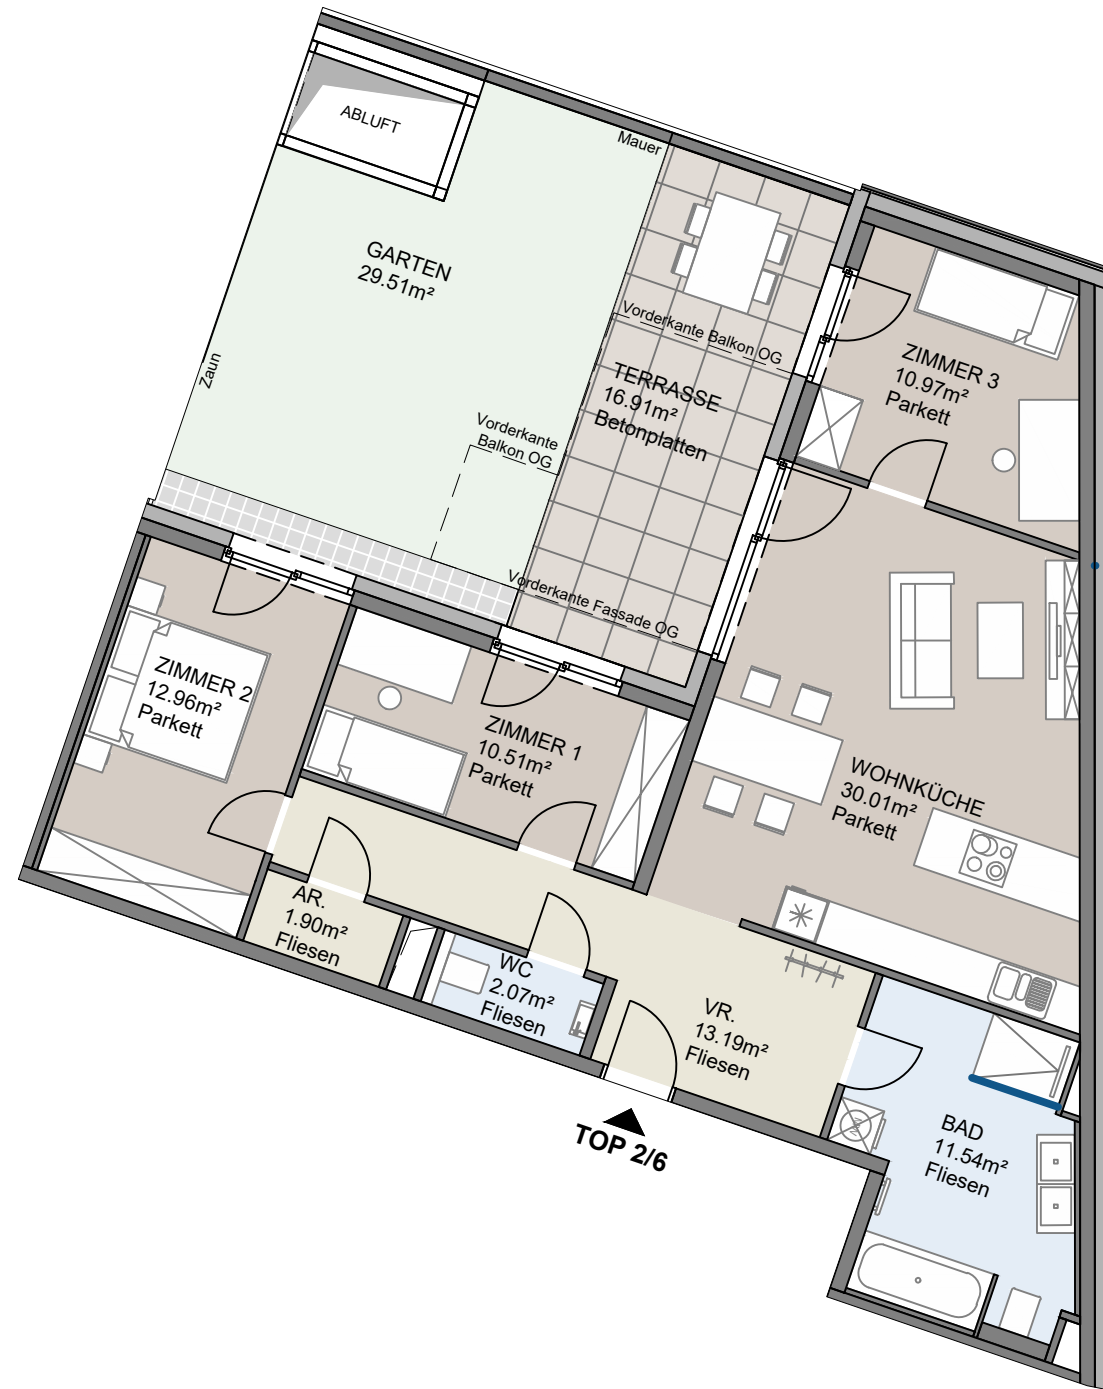 ABLUFT
Mauer
GARTEN
29.51m²
Zaun
Vorderkante Balkon OG
TERRASSE
16.91m²
Betonplatten
Vorderkante
Balkon OG
Vorderkante Fassade OG
ZIMMER 3
10.97m²
Parkett
ZIMMER 2
12.96m²
Parkett
ZIMMER 1
10.51m²
Parkett
WOHNKÜCHE
30.01m²
Parkett
AR.
1.90m²
Fliesen
WC
2.07m²
Fliesen
VR.
13.19m²
Fliesen
BAD
11.54m²
Fliesen
TOP 2/6